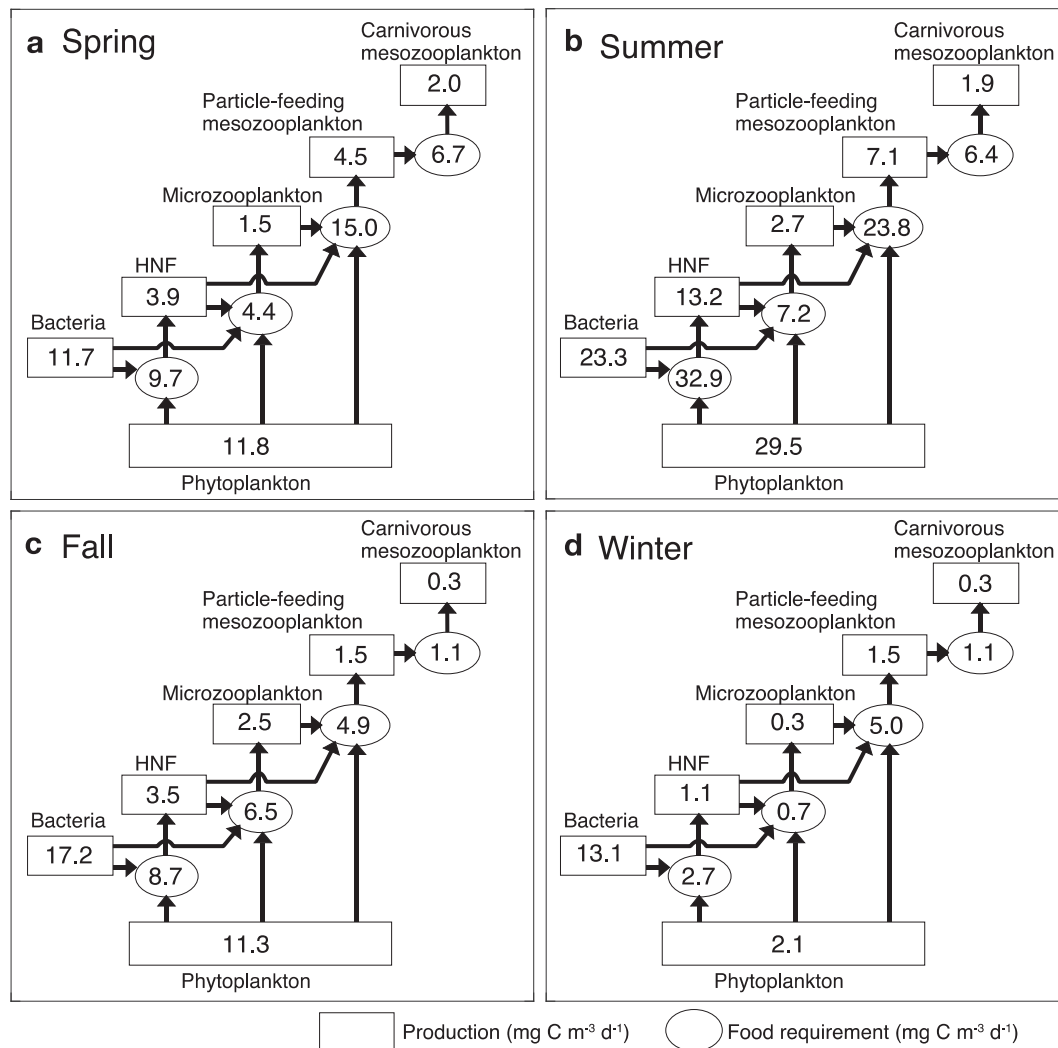 a Spring
Carnivorous
mesozooplankton
2.0
Particle-feeding
mesozooplankton
4.5
6.7
Microzooplankton
1.5
15.0
HNF
3.9
4.4
Bacteria
11.7
9.7
11.8
Phytoplankton
b Summer
Carnivorous
mesozooplankton
1.9
Particle-feeding
mesozooplankton
7.1
6.4
Microzooplankton
2.7
23.8
HNF
13.2
7.2
Bacteria
23.3
32.9
29.5
Phytoplankton
c Fall
Carnivorous
mesozooplankton
0.3
Particle-feeding
mesozooplankton
1.5
1.1
Microzooplankton
2.5
4.9
HNF
3.5
6.5
Bacteria
17.2
8.7
11.3
Phytoplankton
d Winter
Carnivorous
mesozooplankton
0.3
Particle-feeding
mesozooplankton
1.5
1.1
Microzooplankton
0.3
5.0
HNF
1.1
0.7
Bacteria
13.1
2.7
2.1
Phytoplankton
Production (mg C m⁻³ d⁻¹)
Food requirement (mg C m⁻³ d⁻¹)